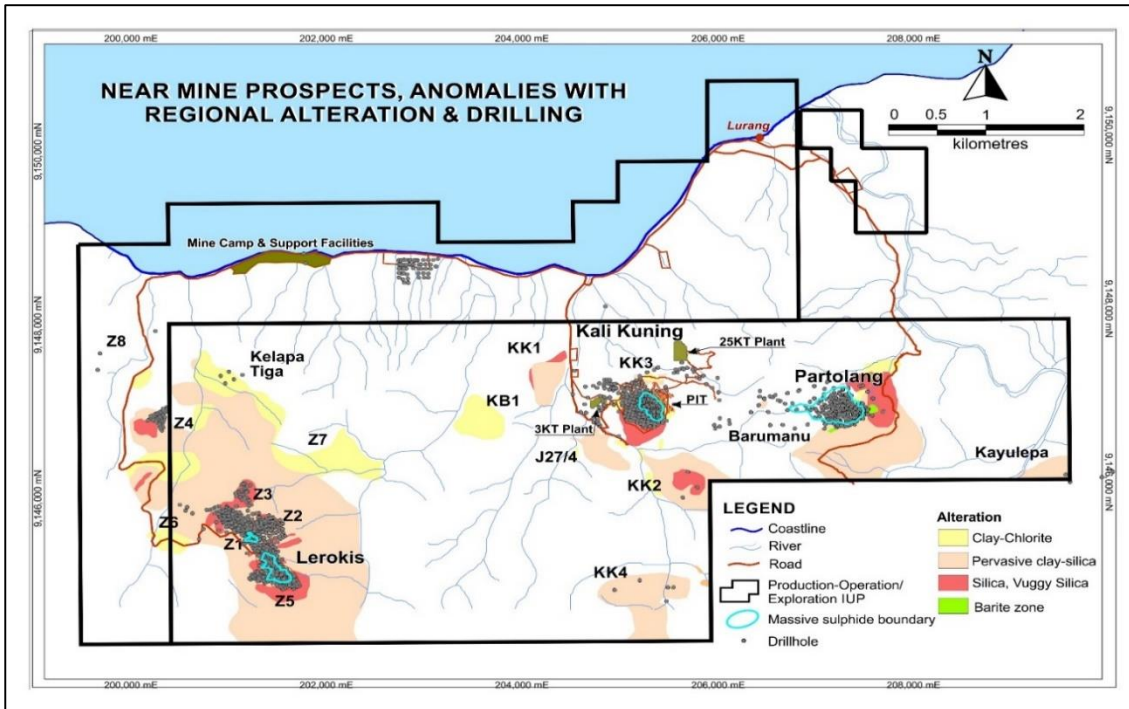 200,000 mE 202,000 mE 204,000 mE 206,000 mE 208,000 mE
NEAR MINE PROSPECTS, ANOMALIES WITH
REGIONAL ALTERATION & DRILLING
N
0 0.5 1 2
kilometres
Lurang
9,150,000 mN
9,150,000 mN
Mine Camp & Support Facilities
9,148,000 mN
9,148,000 mN
Z8
Kelapa
Tiga
KK1
Kali Kuning
25KT Plant
KK3
Partolang
PIT
KB1
3KT Plant
Z4
Z7
Barumanu
J27/4
Kayulepa
KK2
9,146,000 mN
9,146,000 mN
Z3
Z6
Z2
Z1
Lerokis
Z5
KK4
LEGEND
Coastline
River
Road
Production-Operation/
Exploration IUP
Massive sulphide boundary
Drillhole
Alteration
Clay-Chlorite
Pervasive clay-silica
Silica, Vuggy Silica
Barite zone
200,000 mE 202,000 mE 204,000 mE 206,000 mE 208,000 mE